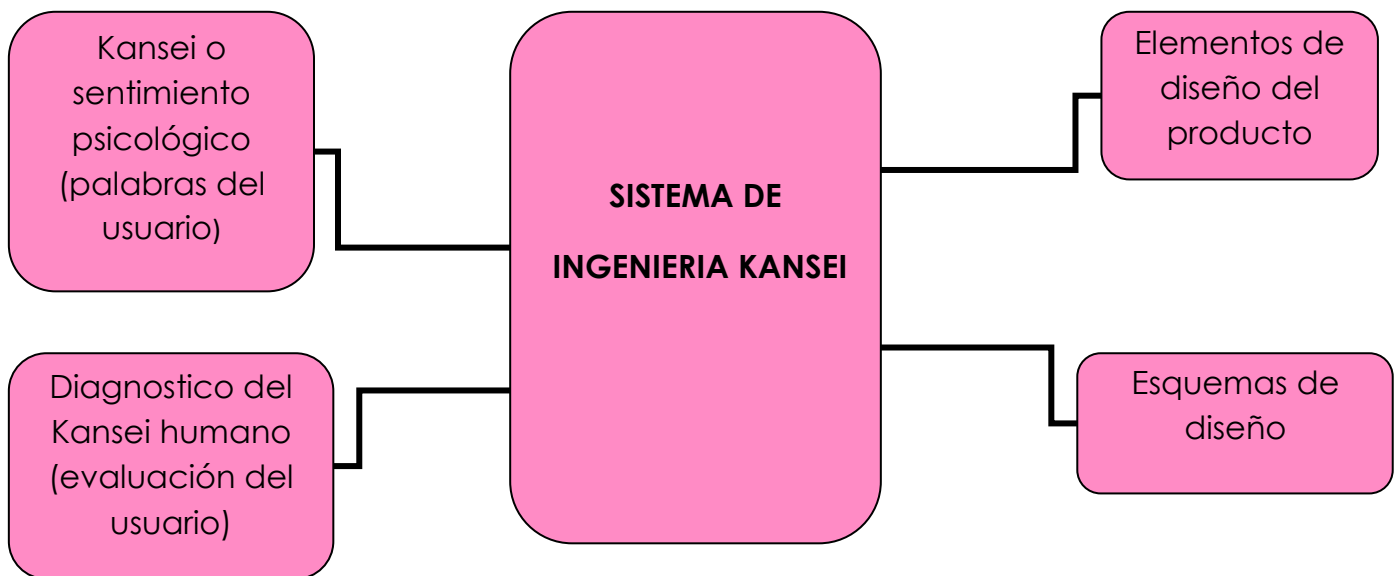 Kansei o
sentimiento
psicológico
(palabras del
usuario)
Diagnostico del
Kansei humano
(evaluación del
usuario)
SISTEMA DE
INGENIERIA KANSEI
Elementos de
diseño del
producto
Esquemas de
diseño